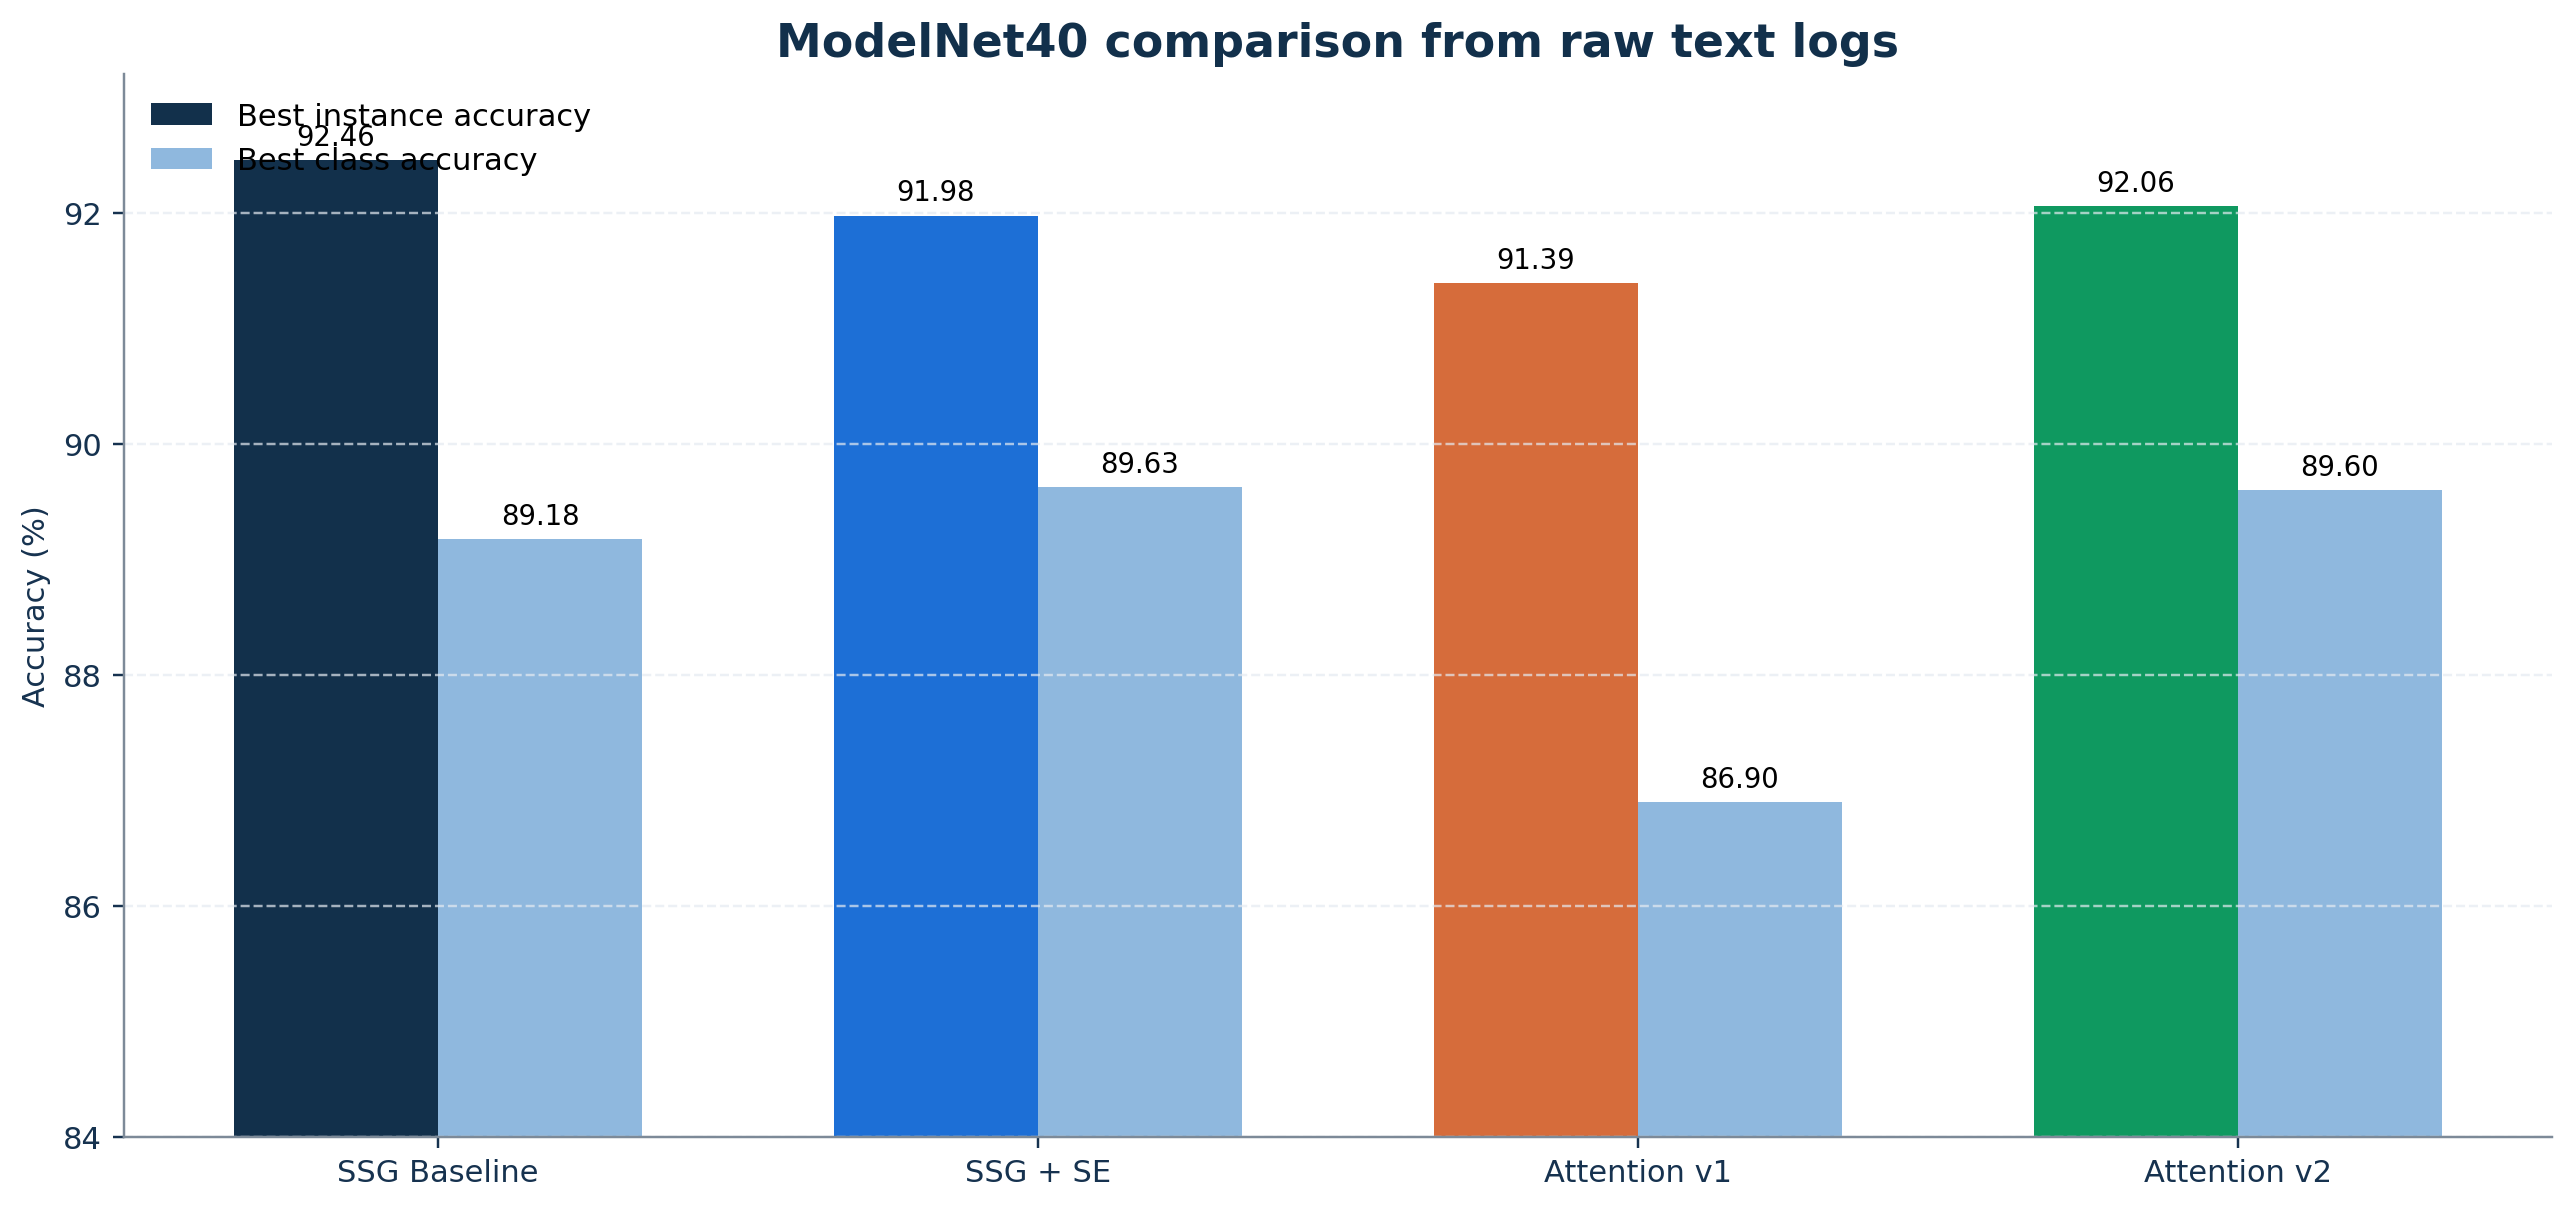 ModelNet40 comparison from raw text logs
Best instance accuracy
Best class accuracy
92.46
89.18
91.98
89.63
91.39
86.90
92.06
89.60
Accuracy (%)
92
90
88
86
84
SSG Baseline
SSG + SE
Attention v1
Attention v2